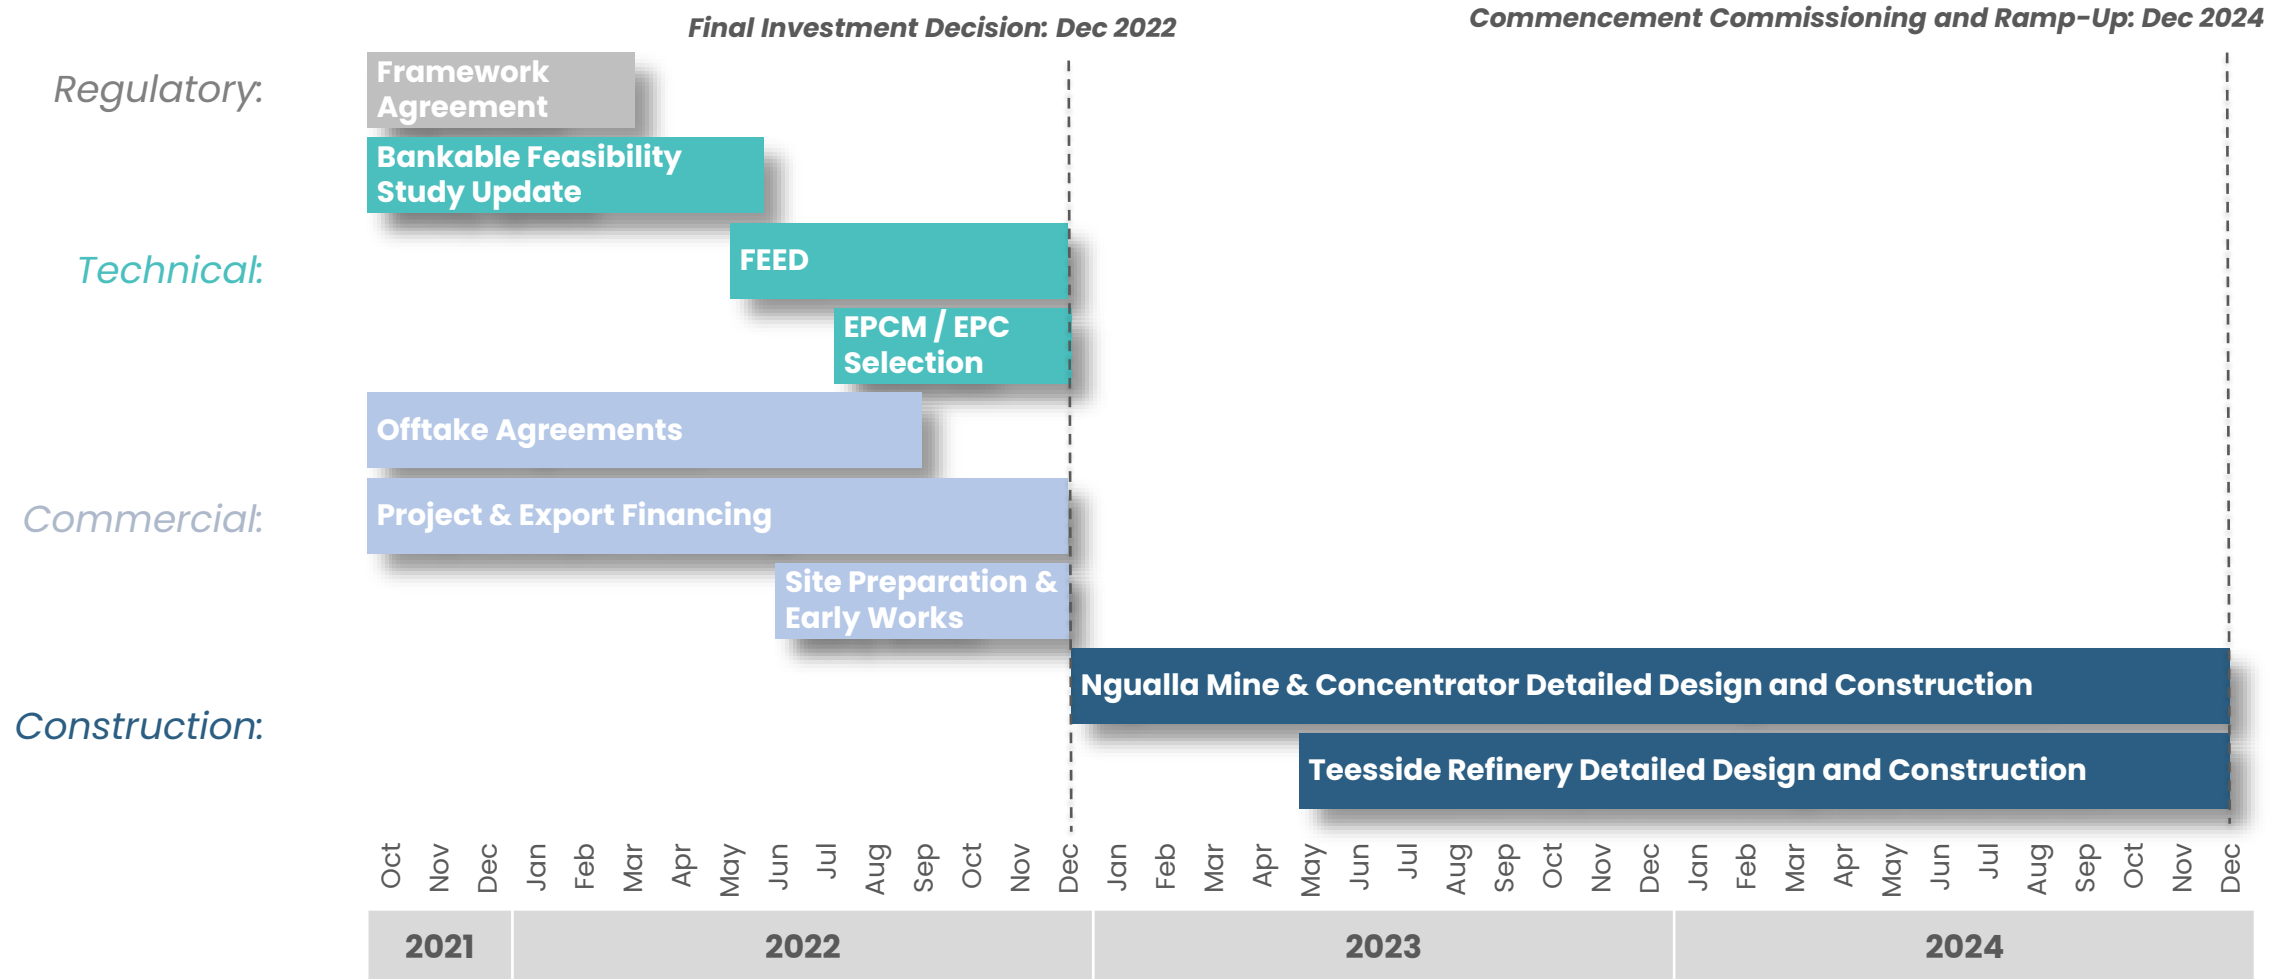 Final Investment Decision: Dec 2022
Commencement Commissioning and Ramp-Up: Dec 2024
Regulatory:
Framework
Agreement
Bankable Feasibility
Study Update
Technical:
FEED
EPCM / EPC
Selection
Offtake Agreements
Commercial:
Project & Export Financing
Site Preparation &
Early Works
Construction:
Ngualla Mine & Concentrator Detailed Design and Construction
Teesside Refinery Detailed Design and Construction
Oct Nov Dec Jan Feb Mar Apr May Jun Jul Aug Sep Oct Nov Dec Jan Feb Mar Apr May Jun Jul Aug Sep Oct Nov Dec Jan Feb Mar Apr May Jun Jul Aug Sep Oct Nov Dec
2021 2022 2023 2024